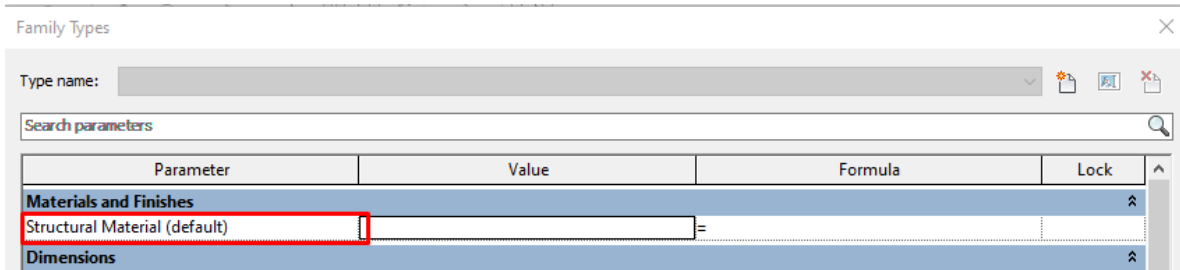 Family Types
Type name:
Search parameters
Parameter Value Formula Lock
Materials and Finishes
Structural Material (default) =
Dimensions